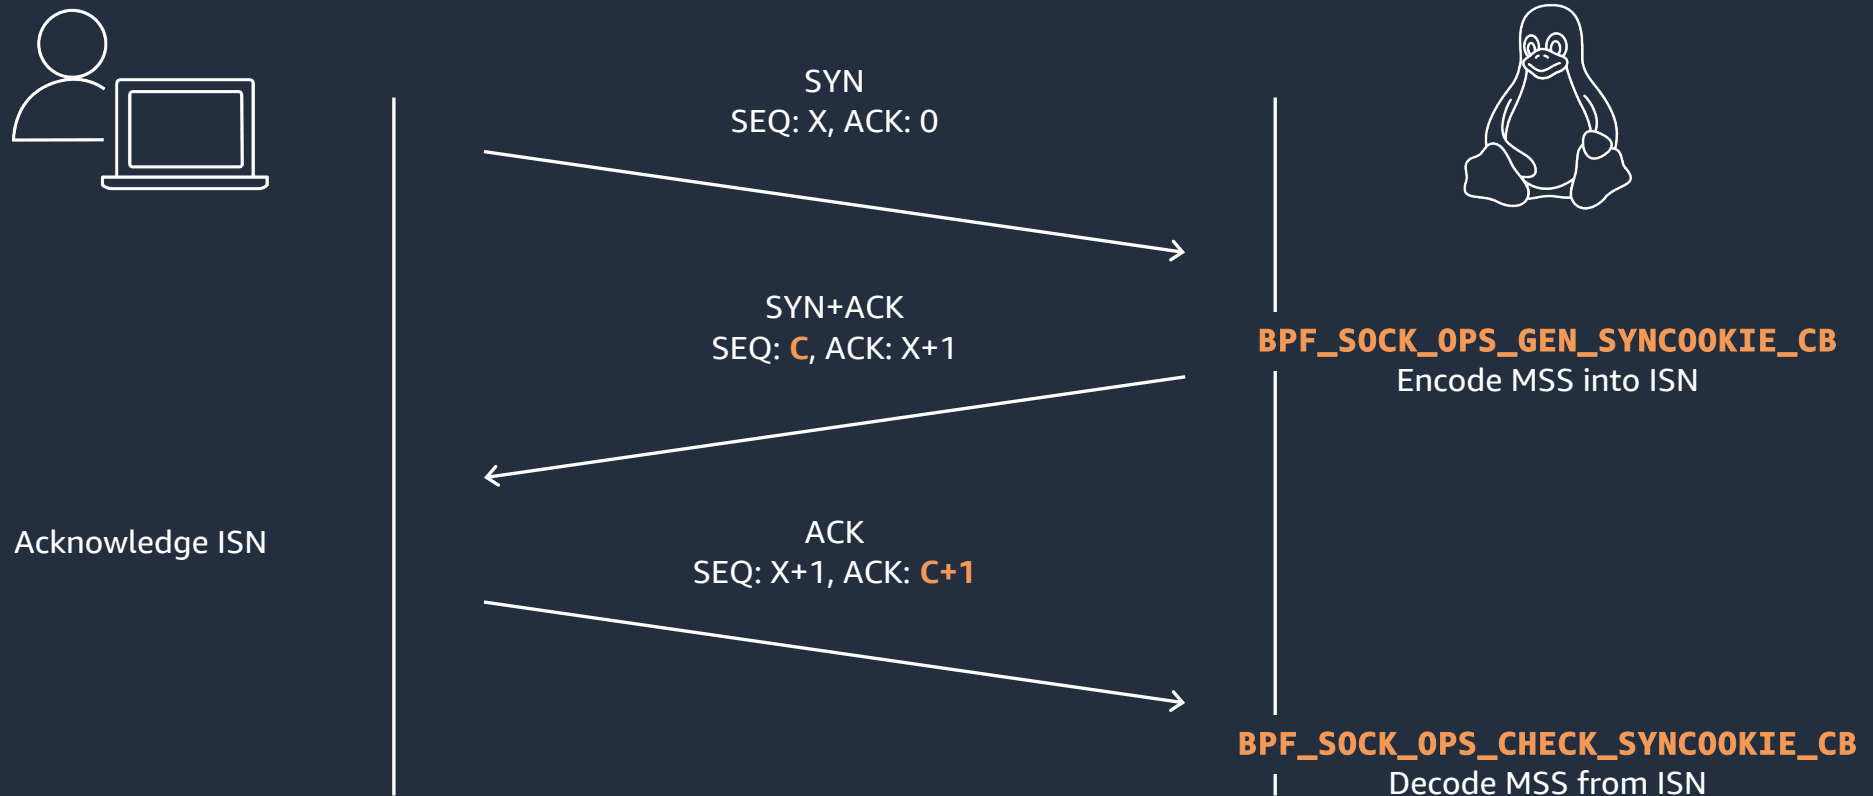 SYN
SEQ: X, ACK: 0
SYN+ACK
SEQ: C, ACK: X+1
BPF_SOCK_OPS_GEN_SYNCOOKIE_CB
Encode MSS into ISN
Acknowledge ISN
ACK
SEQ: X+1, ACK: C+1
BPF_SOCK_OPS_CHECK_SYNCOOKIE_CB
Decode MSS from ISN